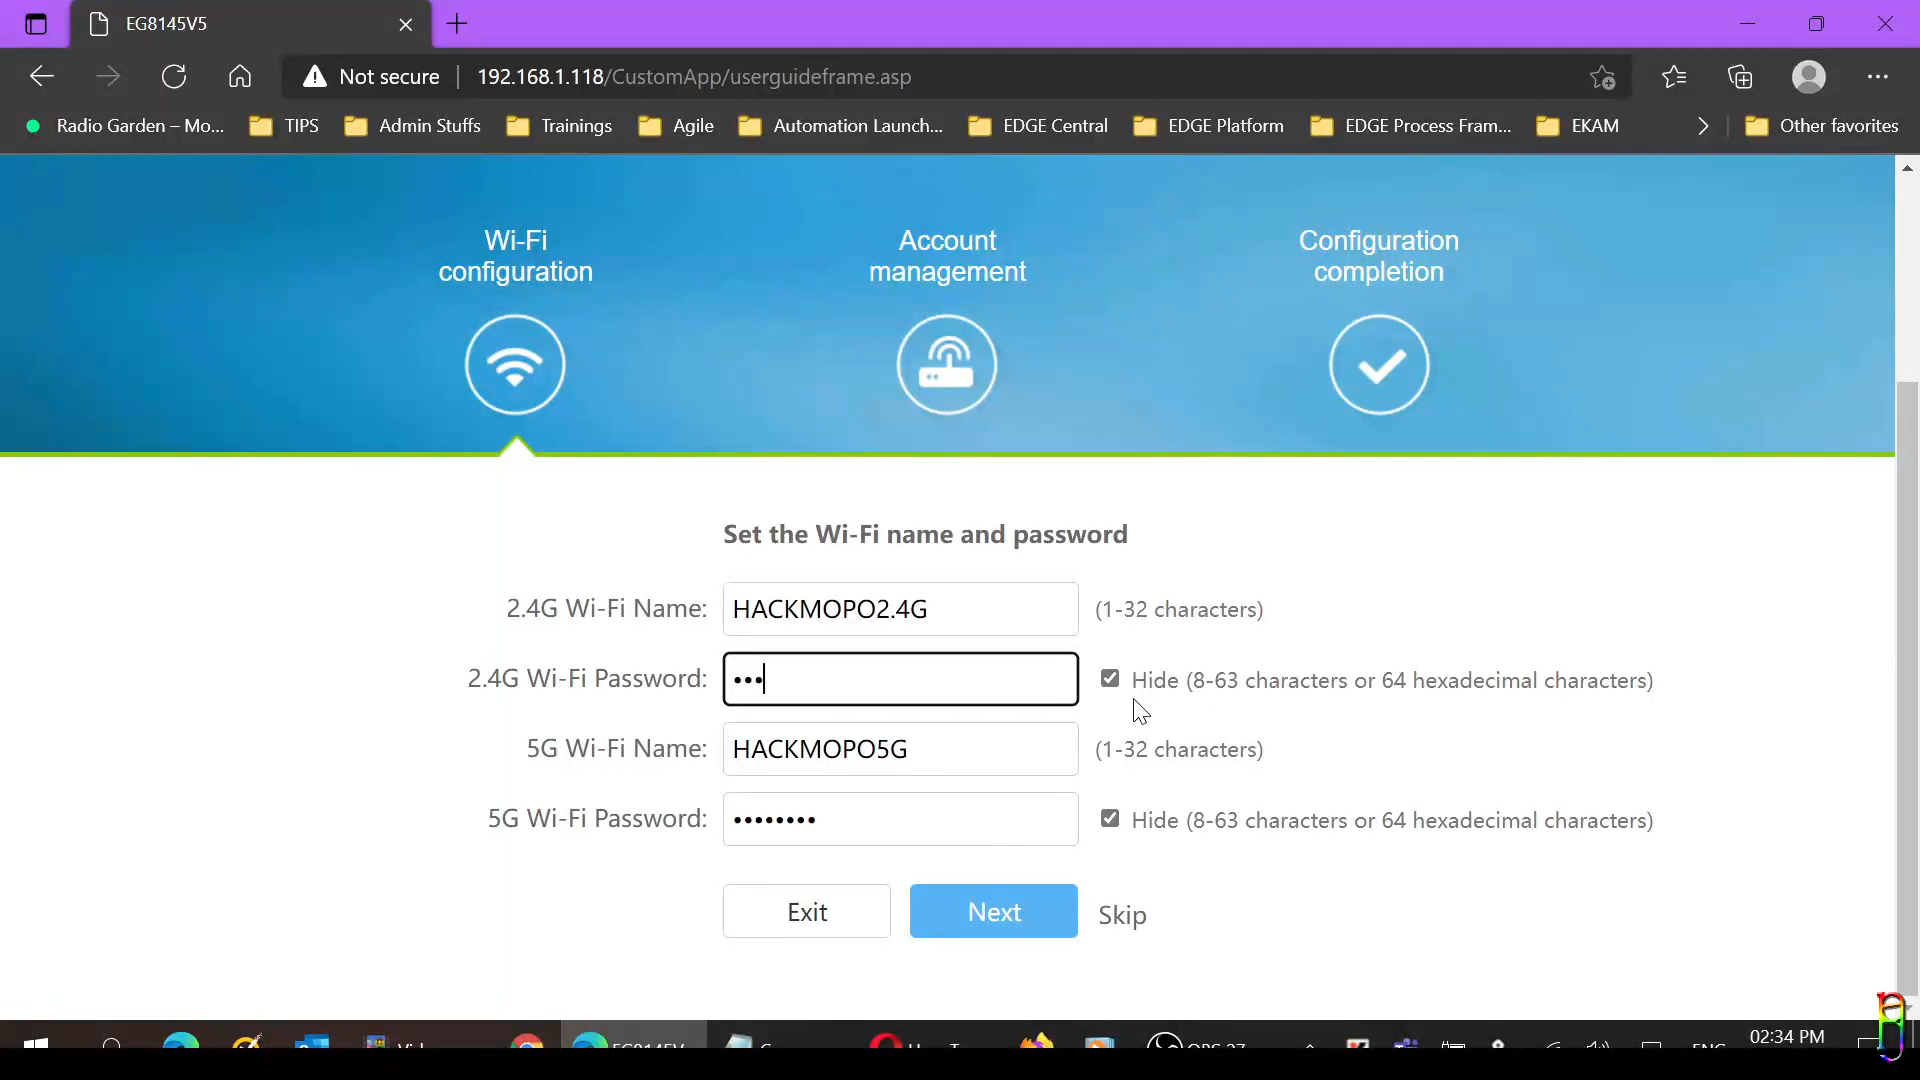 EG8145V5
Not secure 192.168.1.118/CustomApp/userguideframe.asp
Radio Garden – Mo... TIPS Admin Stuffs Trainings Agile Automation Launch... EDGE Central EDGE Platform EDGE Process Fram... EKAM Other favorites
Wi-Fi configuration
Account management
Configuration completion
Set the Wi-Fi name and password
2.4G Wi-Fi Name: HACKMOPO2.4G (1-32 characters)
2.4G Wi-Fi Password: ••• Hide (8-63 characters or 64 hexadecimal characters)
5G Wi-Fi Name: HACKMOPO5G (1-32 characters)
5G Wi-Fi Password: •••••••• Hide (8-63 characters or 64 hexadecimal characters)
Exit Next Skip
02:34 PM